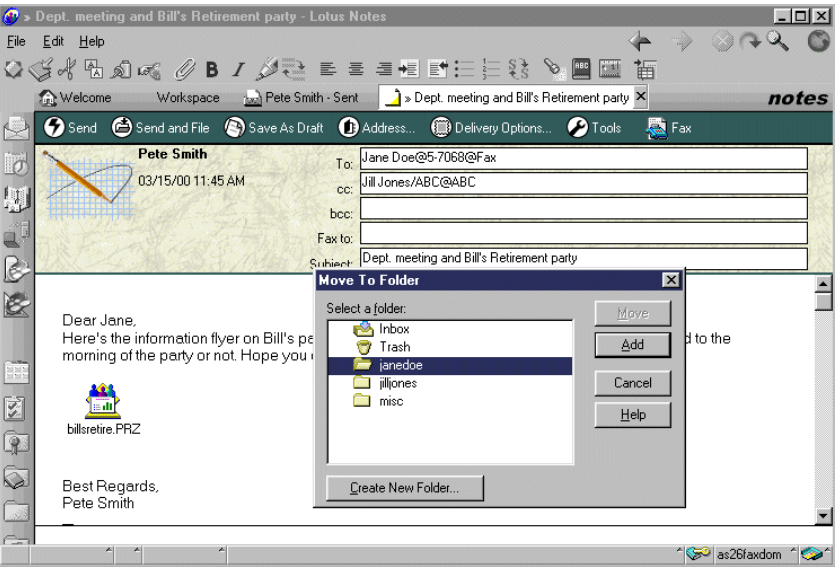 Dept. meeting and Bill's Retirement party - Lotus Notes
File Edit Help
Welcome Workspace Pete Smith - Sent » Dept. meeting and Bill's Retirement party notes
Send Send and File Save As Draft Address... Delivery Options... Tools Fax
Pete Smith
03/15/00 11:45 AM
To: Jane Doe@5-7068@Fax
cc: Jill Jones/ABC@ABC
bcc:
Fax to:
Subject: Dept. meeting and Bill's Retirement party
Move To Folder
Select a folder:
Inbox
Trash
janedoe
jilljones
misc
Move
Add
Cancel
Help
Create New Folder...
Dear Jane,
Here's the information flyer on Bill's pa d to the
morning of the party or not. Hope you
billsretire.PRZ
Best Regards,
Pete Smith
as26faxdom